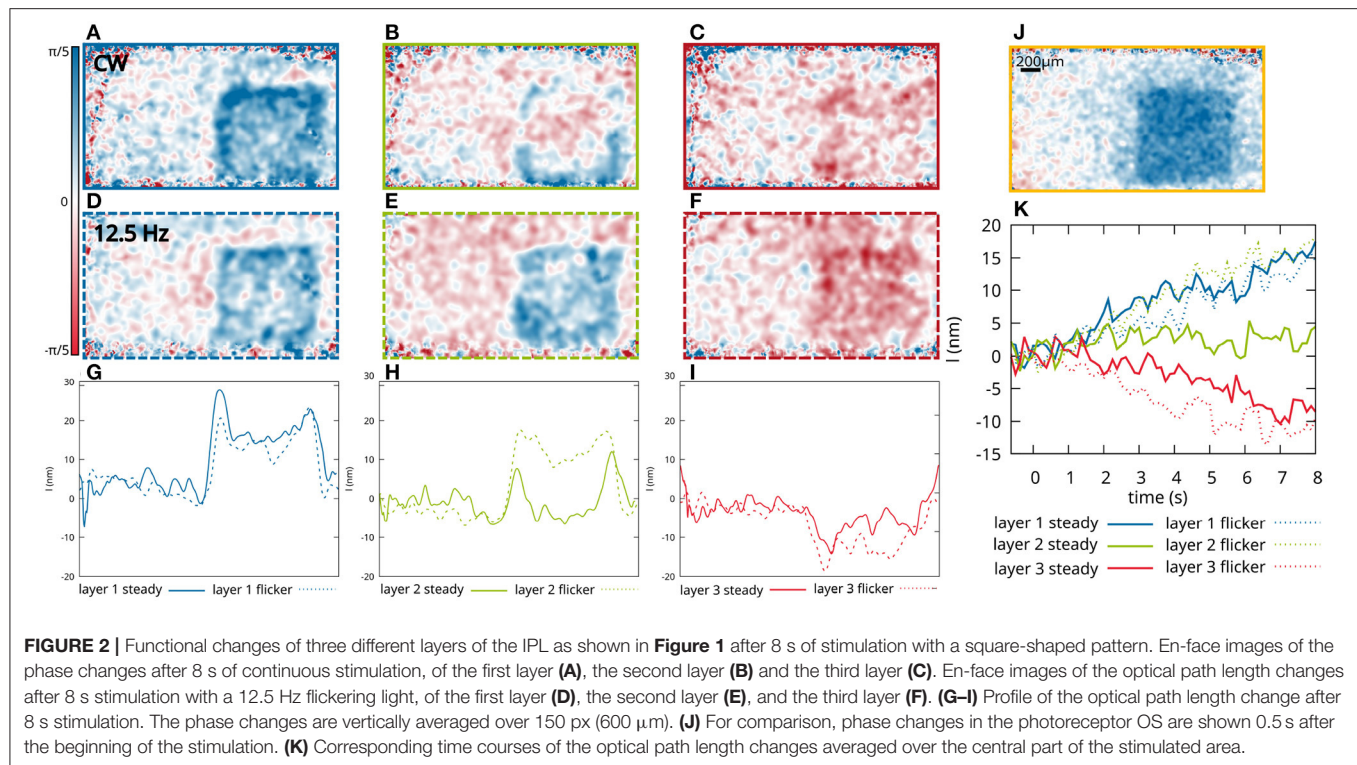 A
B
C
J
π/5
0
-π/5
CW
200µm
D
E
F
12.5 Hz
K
20
15
10
5
0
-5
-10
-15
l (nm)
0 1 2 3 4 5 6 7 8
time (s)
layer 1 steady layer 1 flicker
layer 2 steady layer 2 flicker
layer 3 steady layer 3 flicker
G
30
20
10
0
-10
-20
l (nm)
layer 1 steady layer 1 flicker
H
30
20
10
0
-10
-20
l (nm)
layer 2 steady layer 2 flicker
I
30
20
10
0
-10
-20
l (nm)
layer 3 steady layer 3 flicker
FIGURE 2 | Functional changes of three different layers of the IPL as shown in Figure 1 after 8 s of stimulation with a square-shaped pattern. En-face images of the
phase changes after 8 s of continuous stimulation, of the first layer (A), the second layer (B) and the third layer (C). En-face images of the optical path length changes
after 8 s stimulation with a 12.5 Hz flickering light, of the first layer (D), the second layer (E), and the third layer (F). (G–I) Profile of the optical path length change after
8 s stimulation. The phase changes are vertically averaged over 150 px (600 µm). (J) For comparison, phase changes in the photoreceptor OS are shown 0.5 s after
the beginning of the stimulation. (K) Corresponding time courses of the optical path length changes averaged over the central part of the stimulated area.